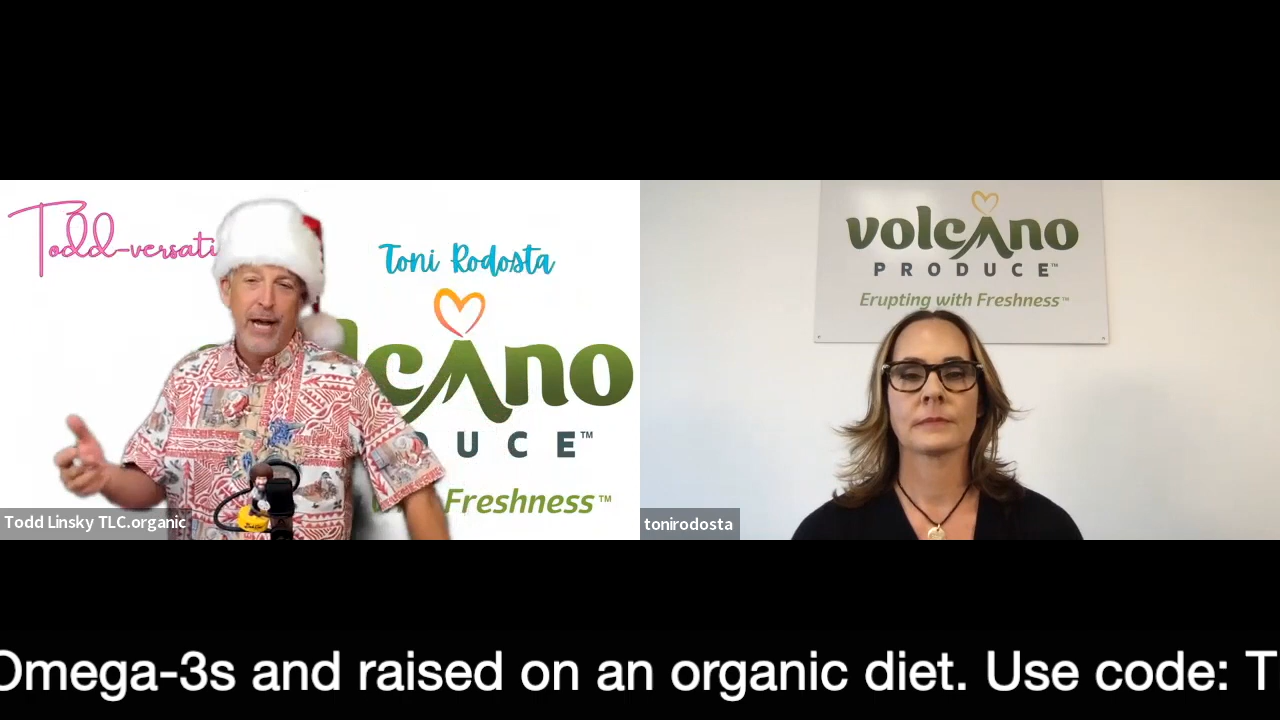 Todd-versati
Toni Rodosta
lcano
DUCE™
Freshness™
Todd Linsky TLC.organic
volcano
PRODUCE™
Erupting with Freshness™
tonirodosta
Omega-3s and raised on an organic diet. Use code: T